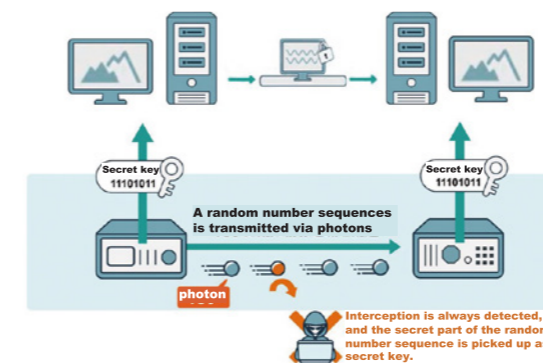 Secret key
11101011
Secret key
11101011
A random number sequences
is transmitted via photons
photon
Interception is always detected,
and the secret part of the random
number sequence is picked up a
secret key.